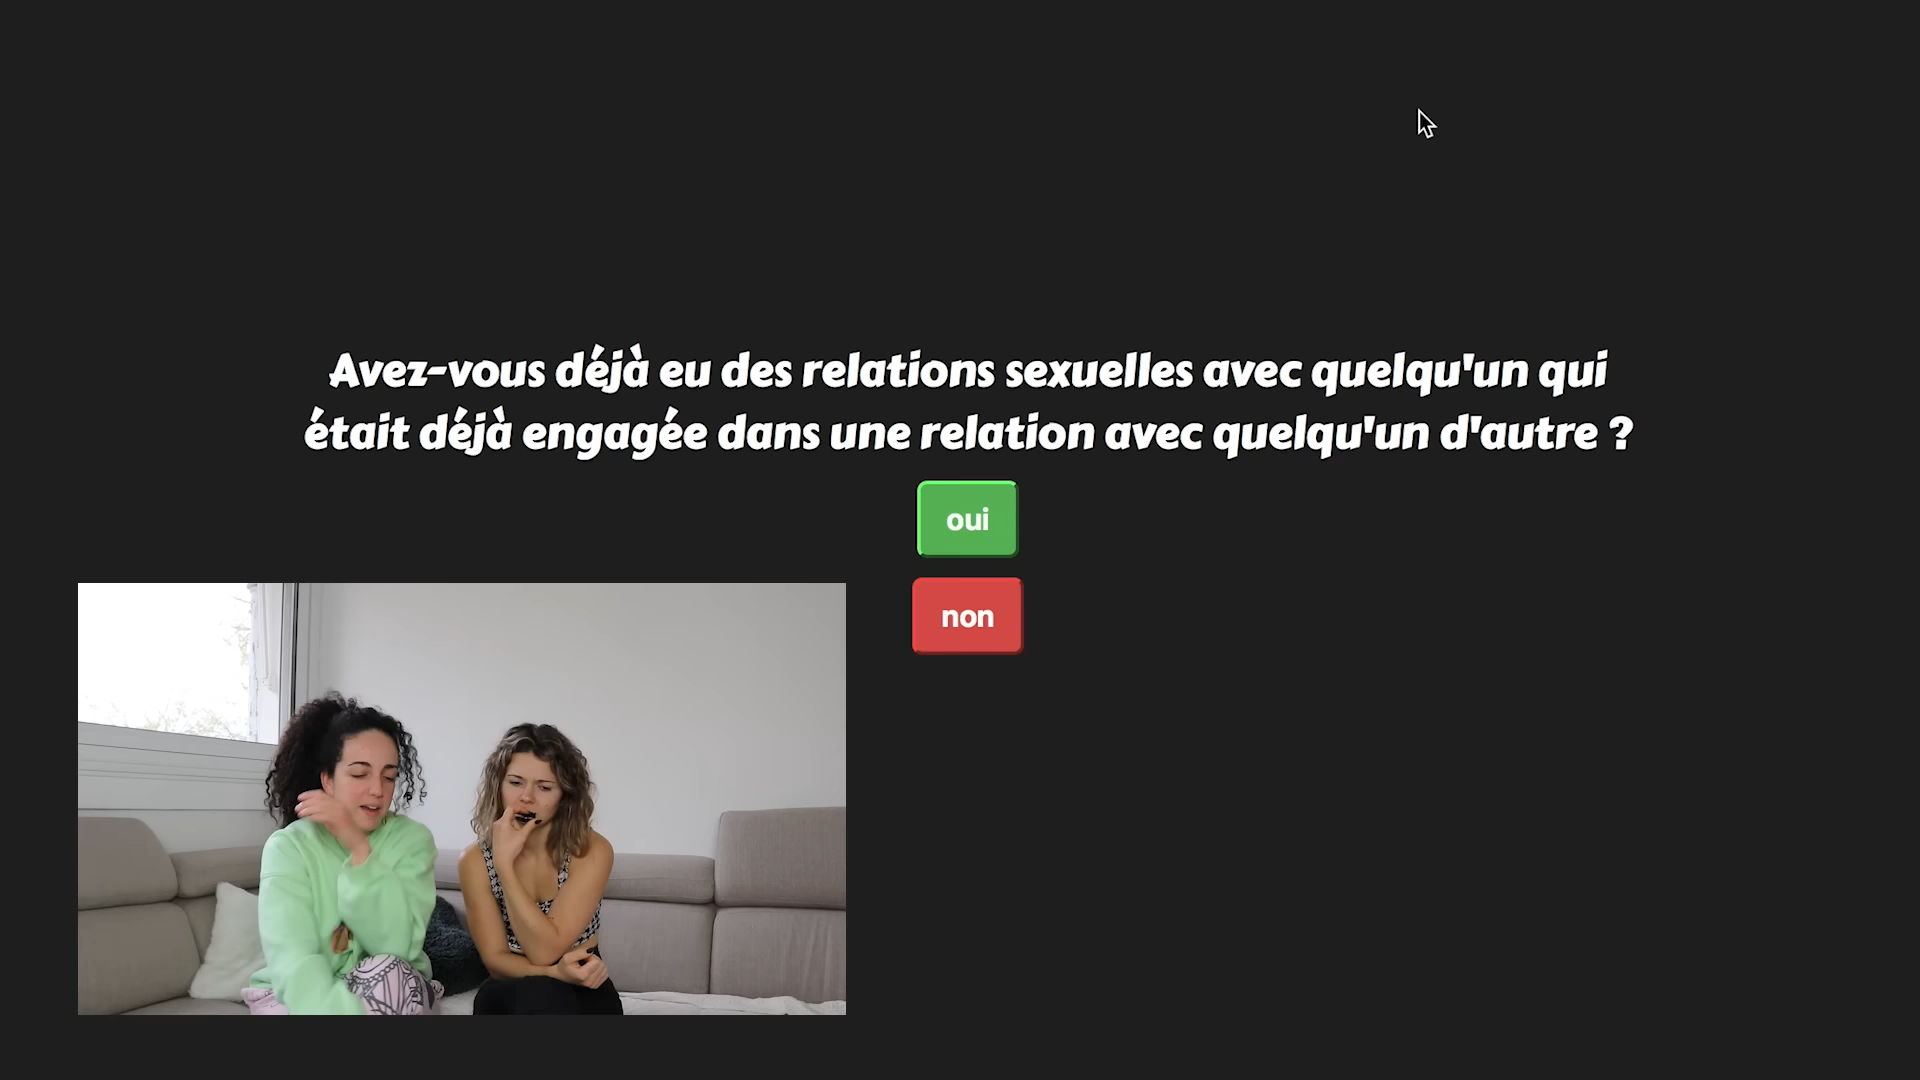 Avez-vous déjà eu des relations sexuelles avec quelqu'un qui
était déjà engagée dans une relation avec quelqu'un d'autre ?
oui
non